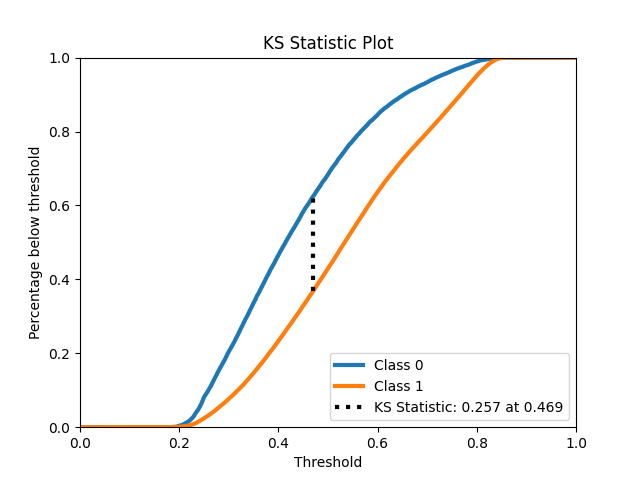 KS Statistic Plot
Percentage below threshold
1.0
0.8
0.6
0.4
0.2
0.0
0.0 0.2 0.4 0.6 0.8 1.0
Threshold
Class 0
Class 1
KS Statistic: 0.257 at 0.469